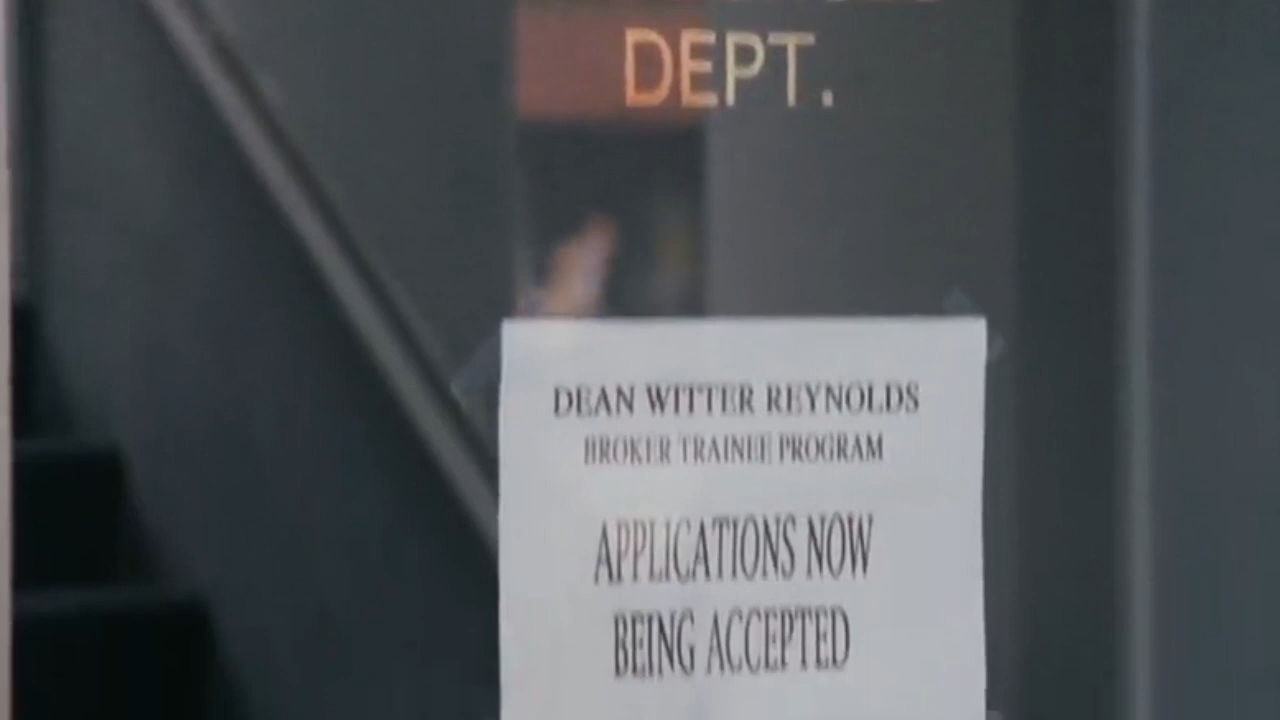 DEPT.
DEAN WITTER REYNOLDS
BROKER TRAINEE PROGRAM
APPLICATIONS NOW
BEING ACCEPTED